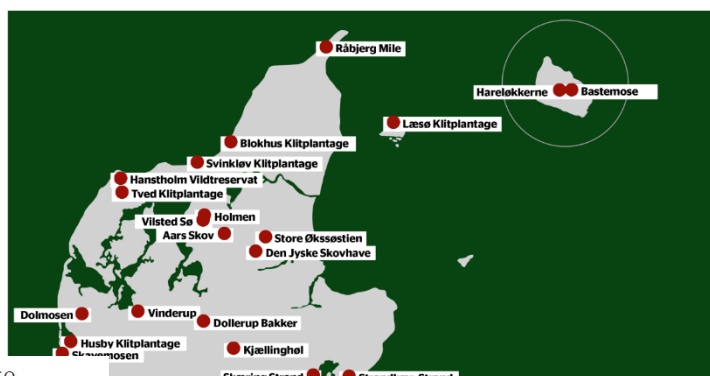 Råbjerg Mile
Hareløkkerne
Bastemose
Læsø Klitplantage
Blokhus Klitplantage
Svinkløv Klitplantage
Hanstholm Vildtreservat
Tved Klitplantage
Holmen
Vilsted Sø
Aars Skov
Store Økssøstien
Den Jyske Skovhave
Dolmosen
Vinderup
Dollerup Bakker
Husby Klitplantage
Kjællinghøl
Skavemosen